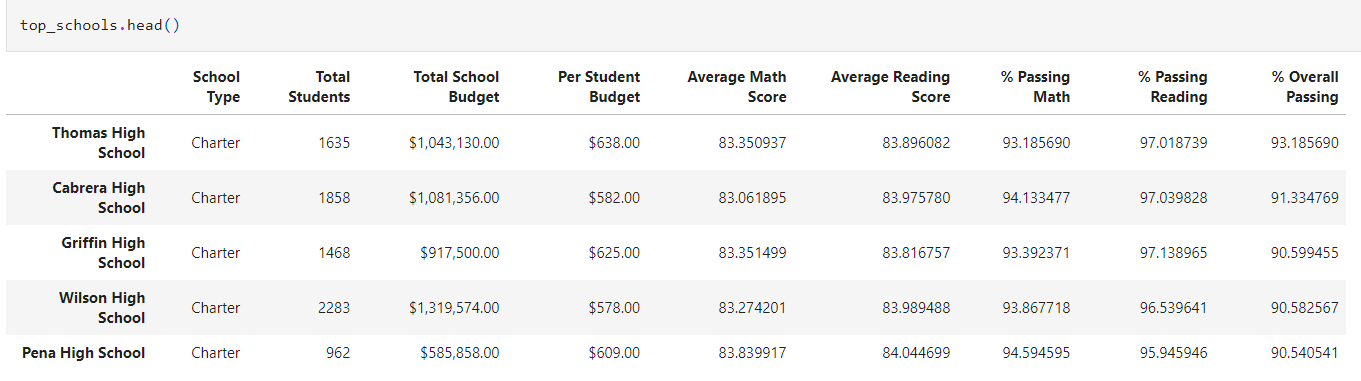 top_schools.head()
School Type Total Students Total School Budget Per Student Budget Average Math Score Average Reading Score % Passing Math % Passing Reading % Overall Passing
Thomas High School Charter 1635 $1,043,130.00 $638.00 83.350937 83.896082 93.185690 97.018739 93.185690
Cabrera High School Charter 1858 $1,081,356.00 $582.00 83.061895 83.975780 94.133477 97.039828 91.334769
Griffin High School Charter 1468 $917,500.00 $625.00 83.351499 83.816757 93.392371 97.138965 90.599455
Wilson High School Charter 2283 $1,319,574.00 $578.00 83.274201 83.989488 93.867718 96.539641 90.582567
Pena High School Charter 962 $585,858.00 $609.00 83.839917 84.044699 94.594595 95.945946 90.540541